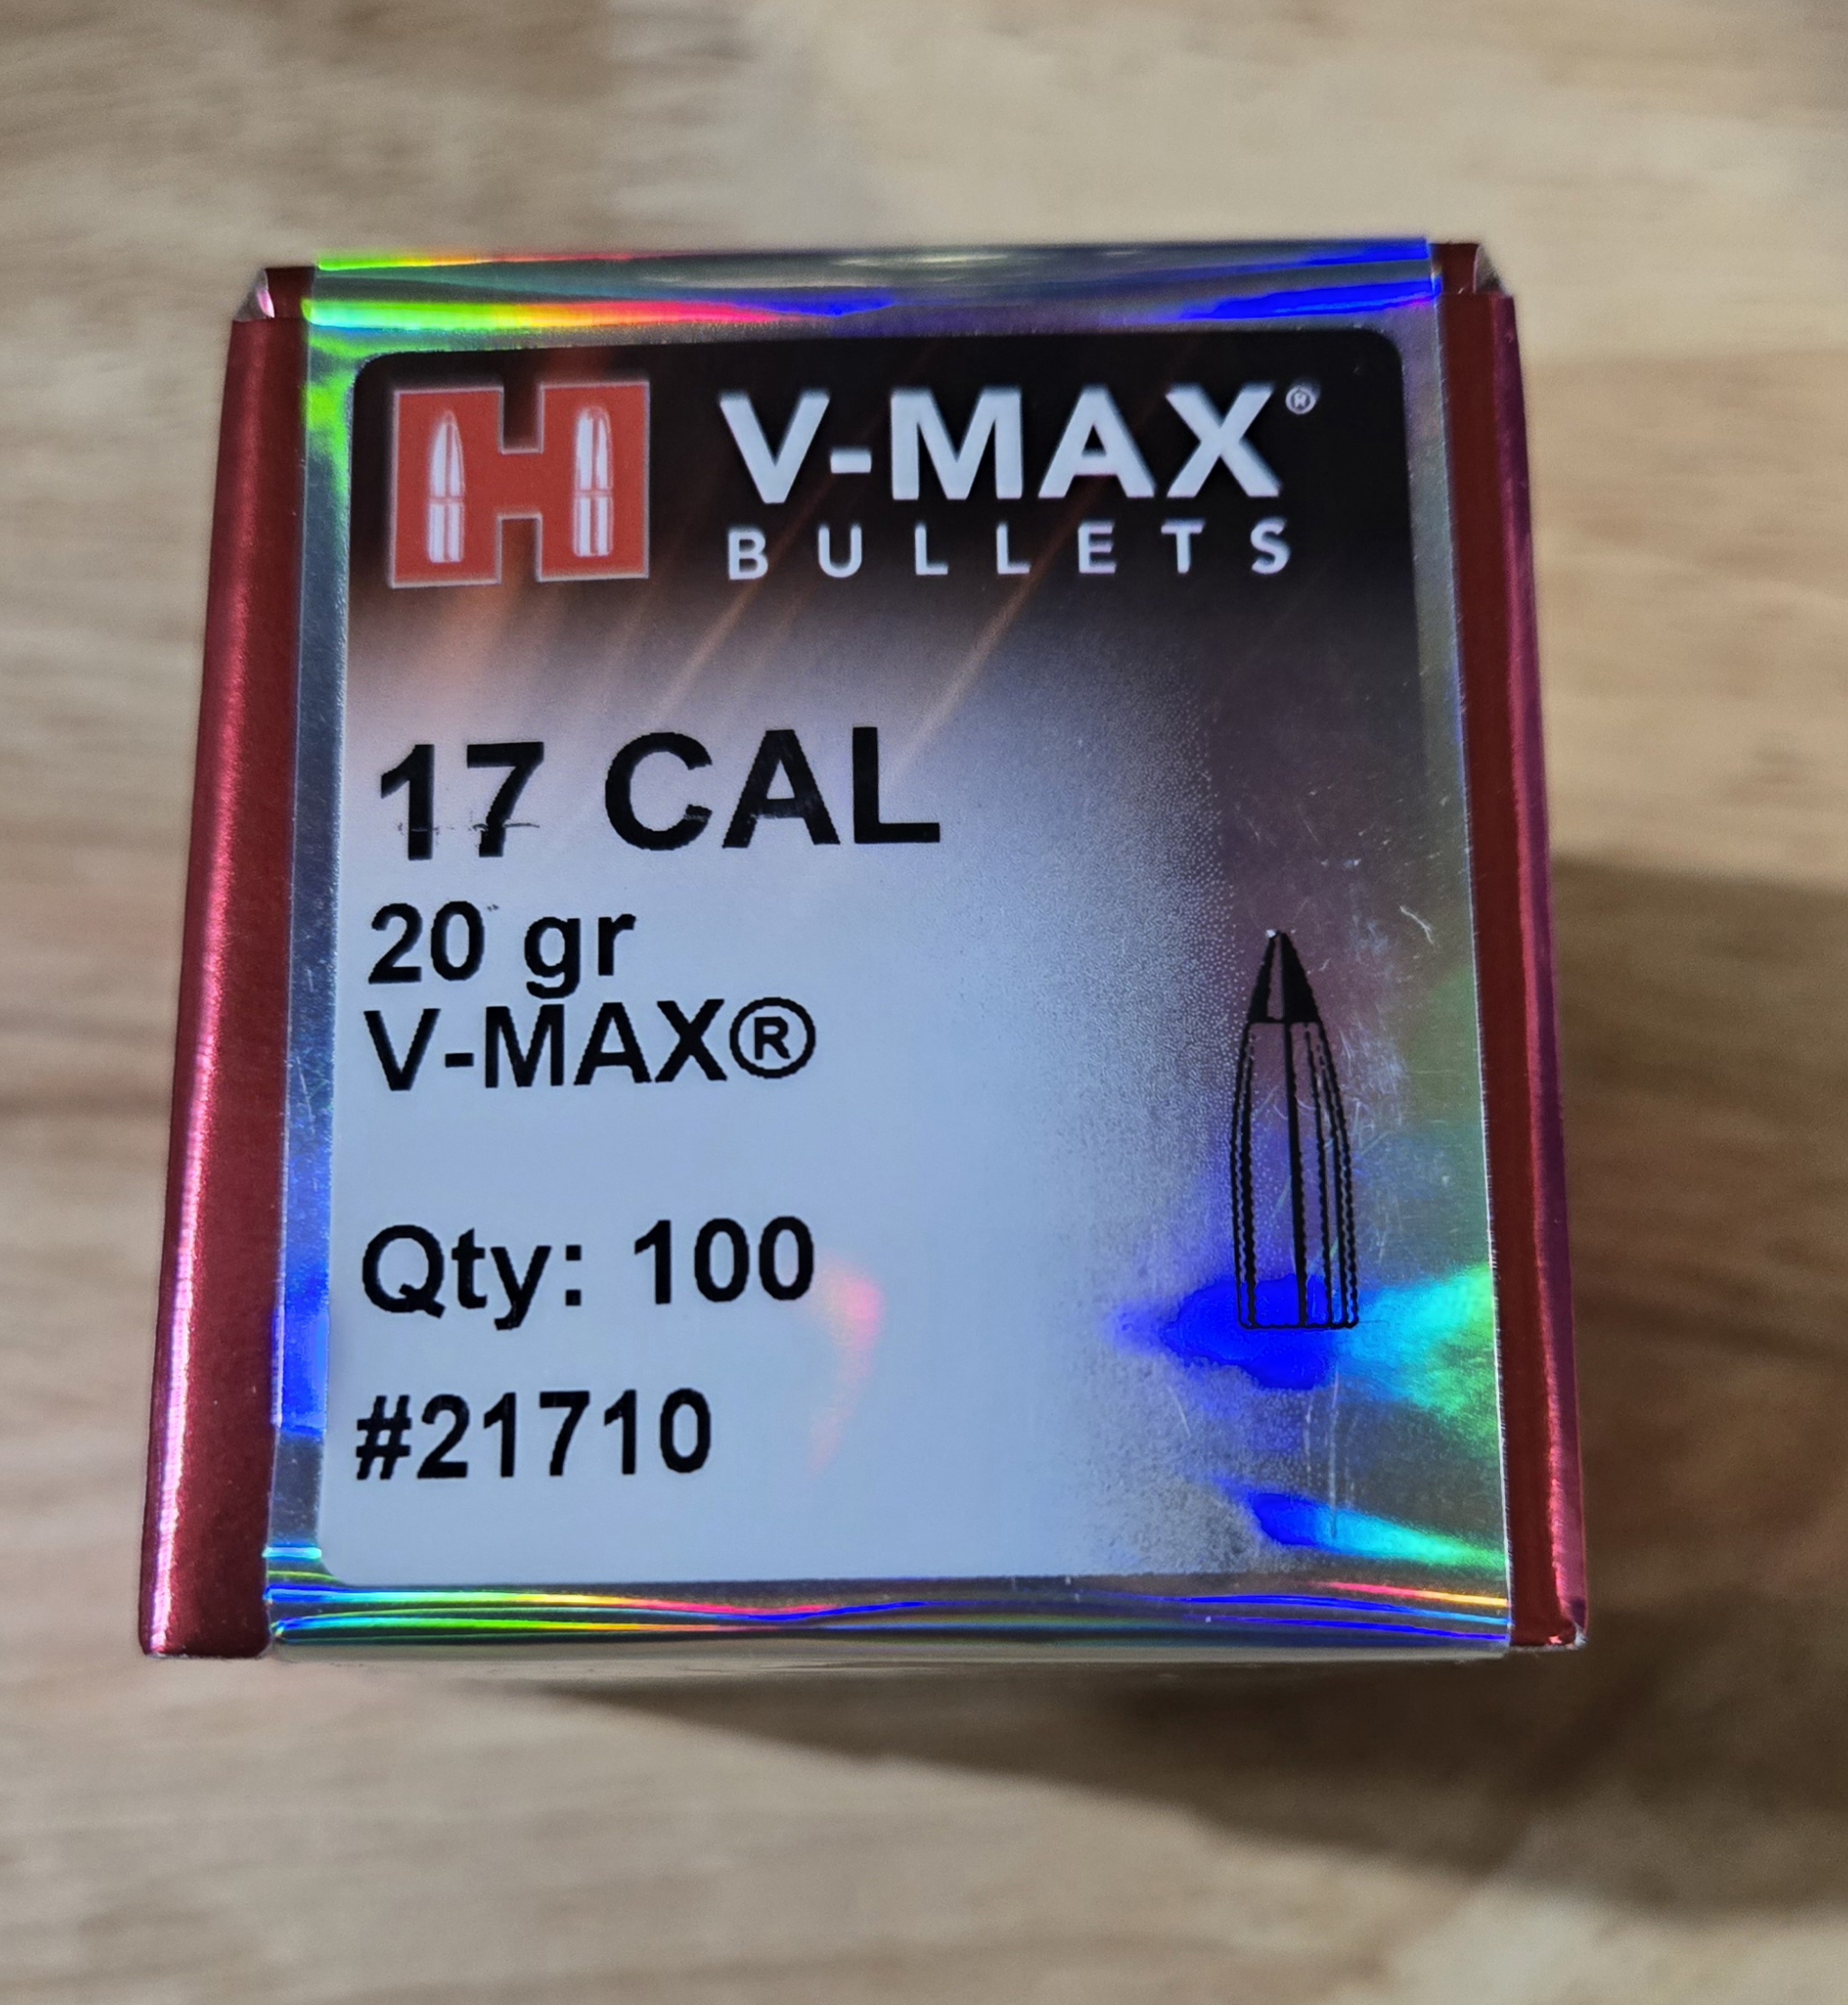 H V-MAX®
BULLETS
17 CAL
20 gr
V-MAX®
Qty: 100
#21710